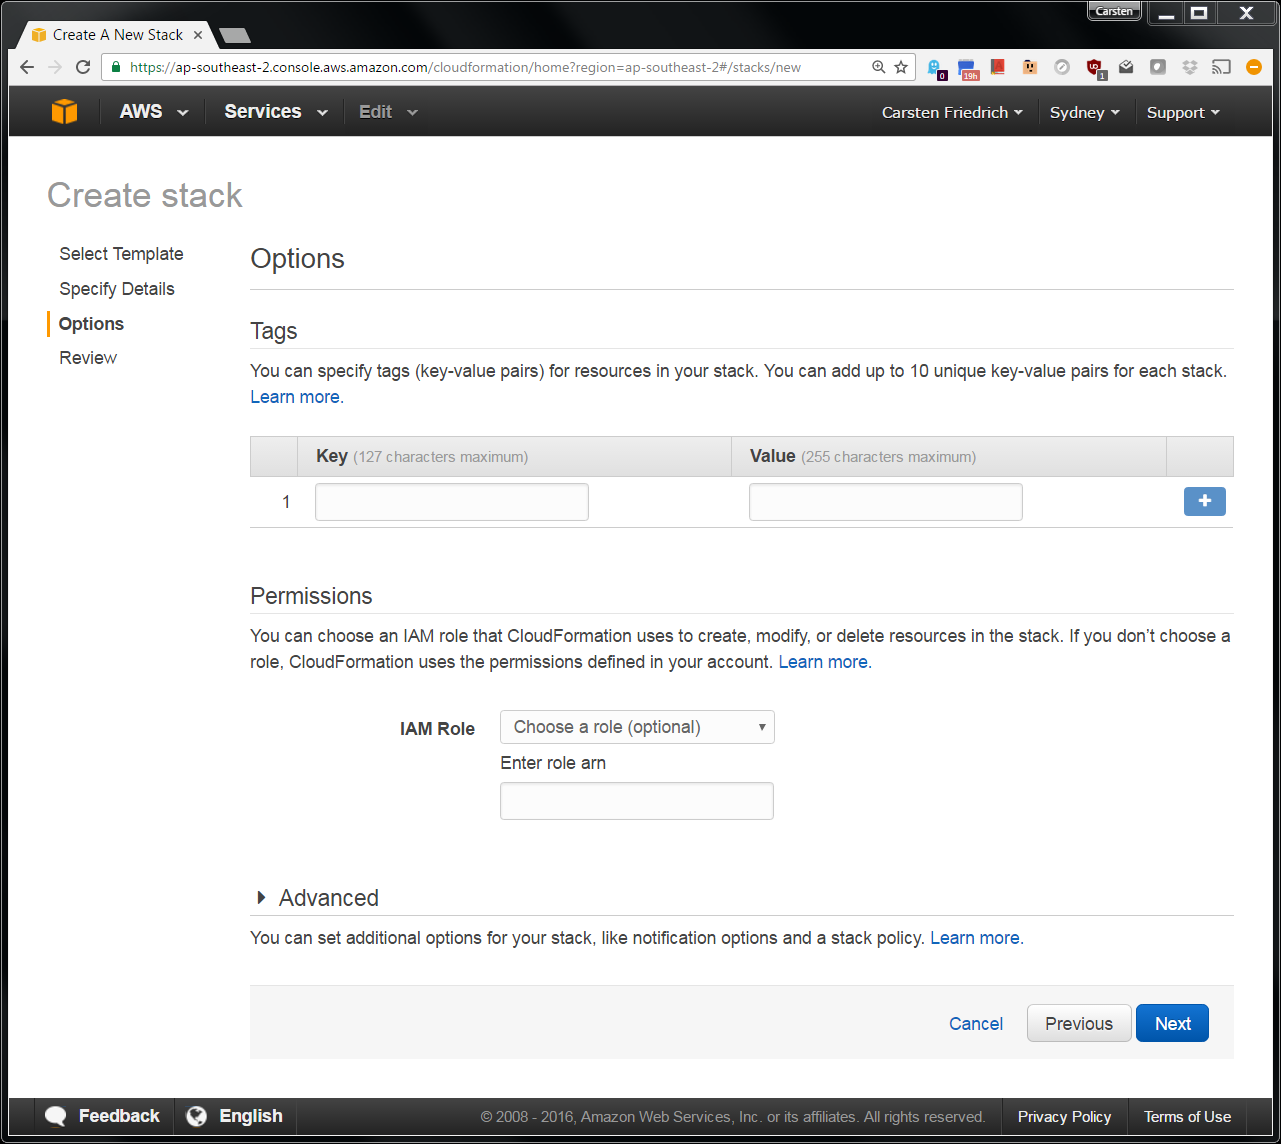 Carsten
Create A New Stack
https://ap-southeast-2.console.aws.amazon.com/cloudformation/home?region=ap-southeast-2#/stacks/new
0
19h
1
AWS Services Edit Carsten Friedrich Sydney Support
Create stack
Select Template
Specify Details
Options
Review
Options
Tags
You can specify tags (key-value pairs) for resources in your stack. You can add up to 10 unique key-value pairs for each stack.
Learn more.
Key (127 characters maximum) Value (255 characters maximum)
1
Permissions
You can choose an IAM role that CloudFormation uses to create, modify, or delete resources in the stack. If you don’t choose a
role, CloudFormation uses the permissions defined in your account. Learn more.
IAM Role Choose a role (optional)
Enter role arn
Advanced
You can set additional options for your stack, like notification options and a stack policy. Learn more.
Cancel Previous Next
Feedback English © 2008 - 2016, Amazon Web Services, Inc. or its affiliates. All rights reserved. Privacy Policy Terms of Use